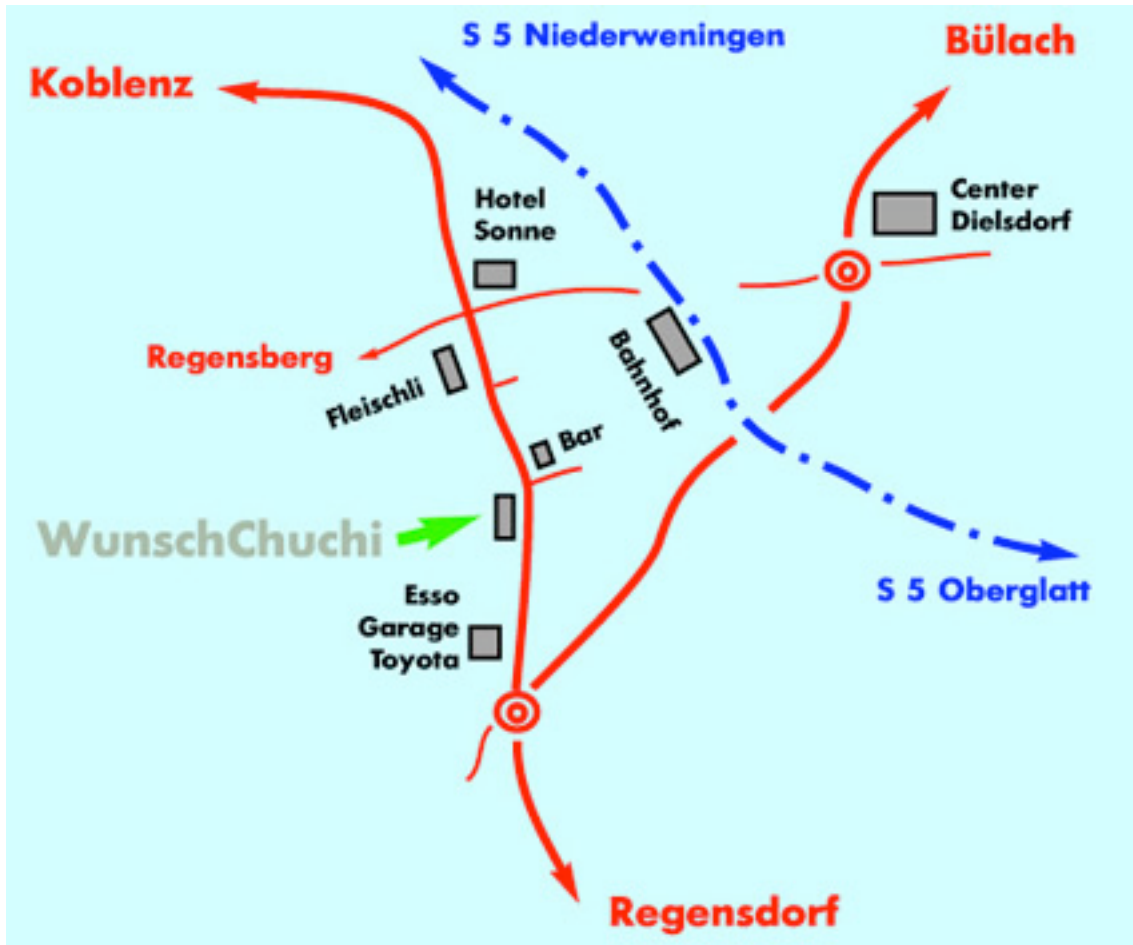 S 5 Niederweningen
Bülach
Koblenz
Hotel
Sonne
Center
Dielsdorf
Regensberg
Fleischli
Bahnhof
Bar
WunschChuchi
Esso
Garage
Toyota
S 5 Oberglatt
Regensdorf